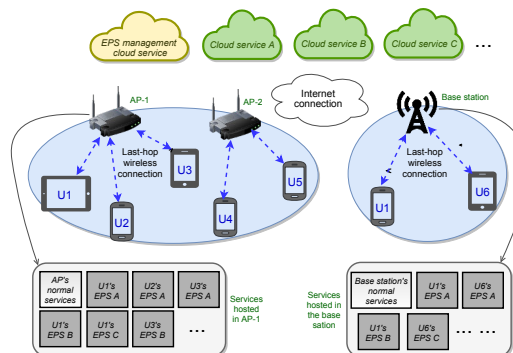 EPS management
cloud service
Cloud service A
Cloud service B
Cloud service C
...
AP-1
AP-2
Internet
connection
Base station
Last-hop
wireless
connection
U1
U2
U3
U4
U5
Last-hop
wireless
connection
U1
U6
AP's
normal
services
U1's
EPS A
U2's
EPS A
U3's
EPS A
U1's
EPS B
U1's
EPS C
U3's
EPS B
...
Services
hosted
in AP-1
Services
hosted in
the base
sation
Base station's
normal
services
U1's
EPS A
U6's
EPS A
U1's
EPS B
U6's
EPS C
... ...